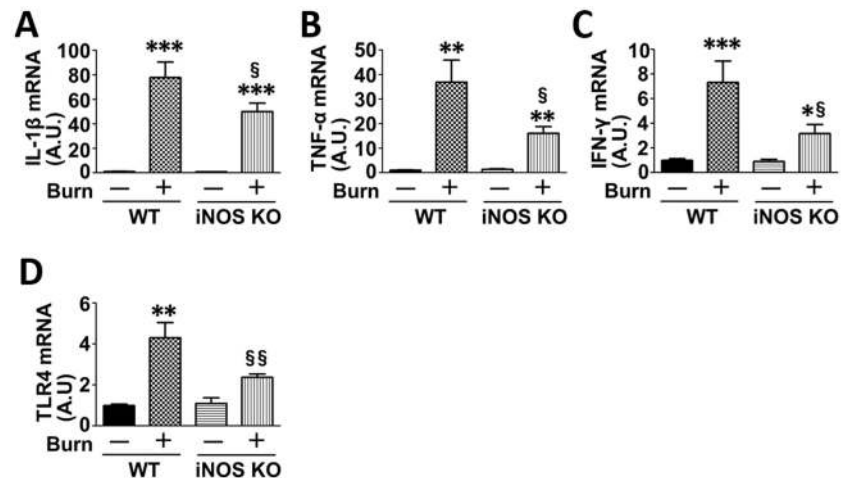 A
IL-1β mRNA
(A.U.)
100
80
60
40
20
0
***
§
***
Burn — + — +
WT iNOS KO
B
TNF-α mRNA
(A.U.)
50
40
30
20
10
0
**
§
**
Burn — + — +
WT iNOS KO
C
IFN-γ mRNA
(A.U.)
10
8
6
4
2
0
***
*§
Burn — + — +
WT iNOS KO
D
TLR4 mRNA
(A.U)
6
4
2
0
**
§§
Burn — + — +
WT iNOS KO